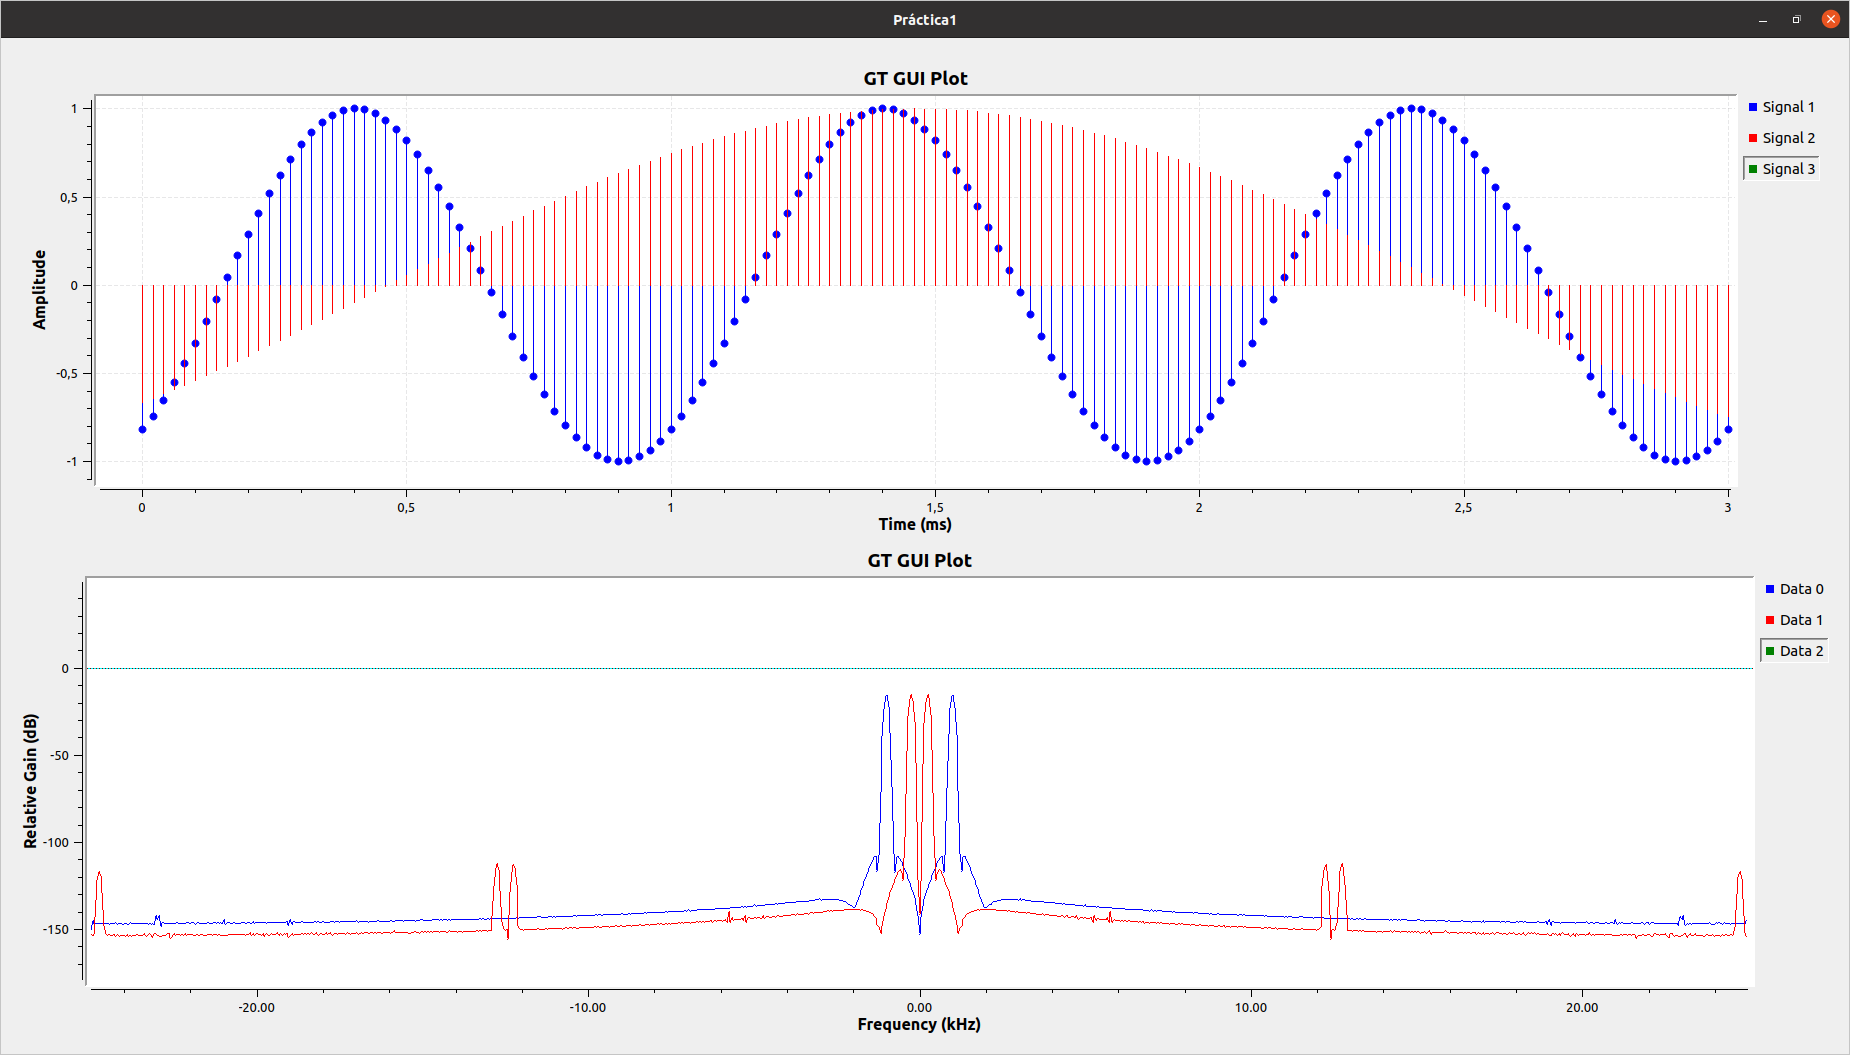 Práctica1
GT GUI Plot
Signal 1
Signal 2
Signal 3
Amplitude
1
0,5
0
-0,5
-1
0
0,5
1
1,5
2
2,5
3
Time (ms)
GT GUI Plot
Data 0
Data 1
Data 2
Relative Gain (dB)
0
-50
-100
-150
-20.00
-10.00
0.00
10.00
20.00
Frequency (kHz)